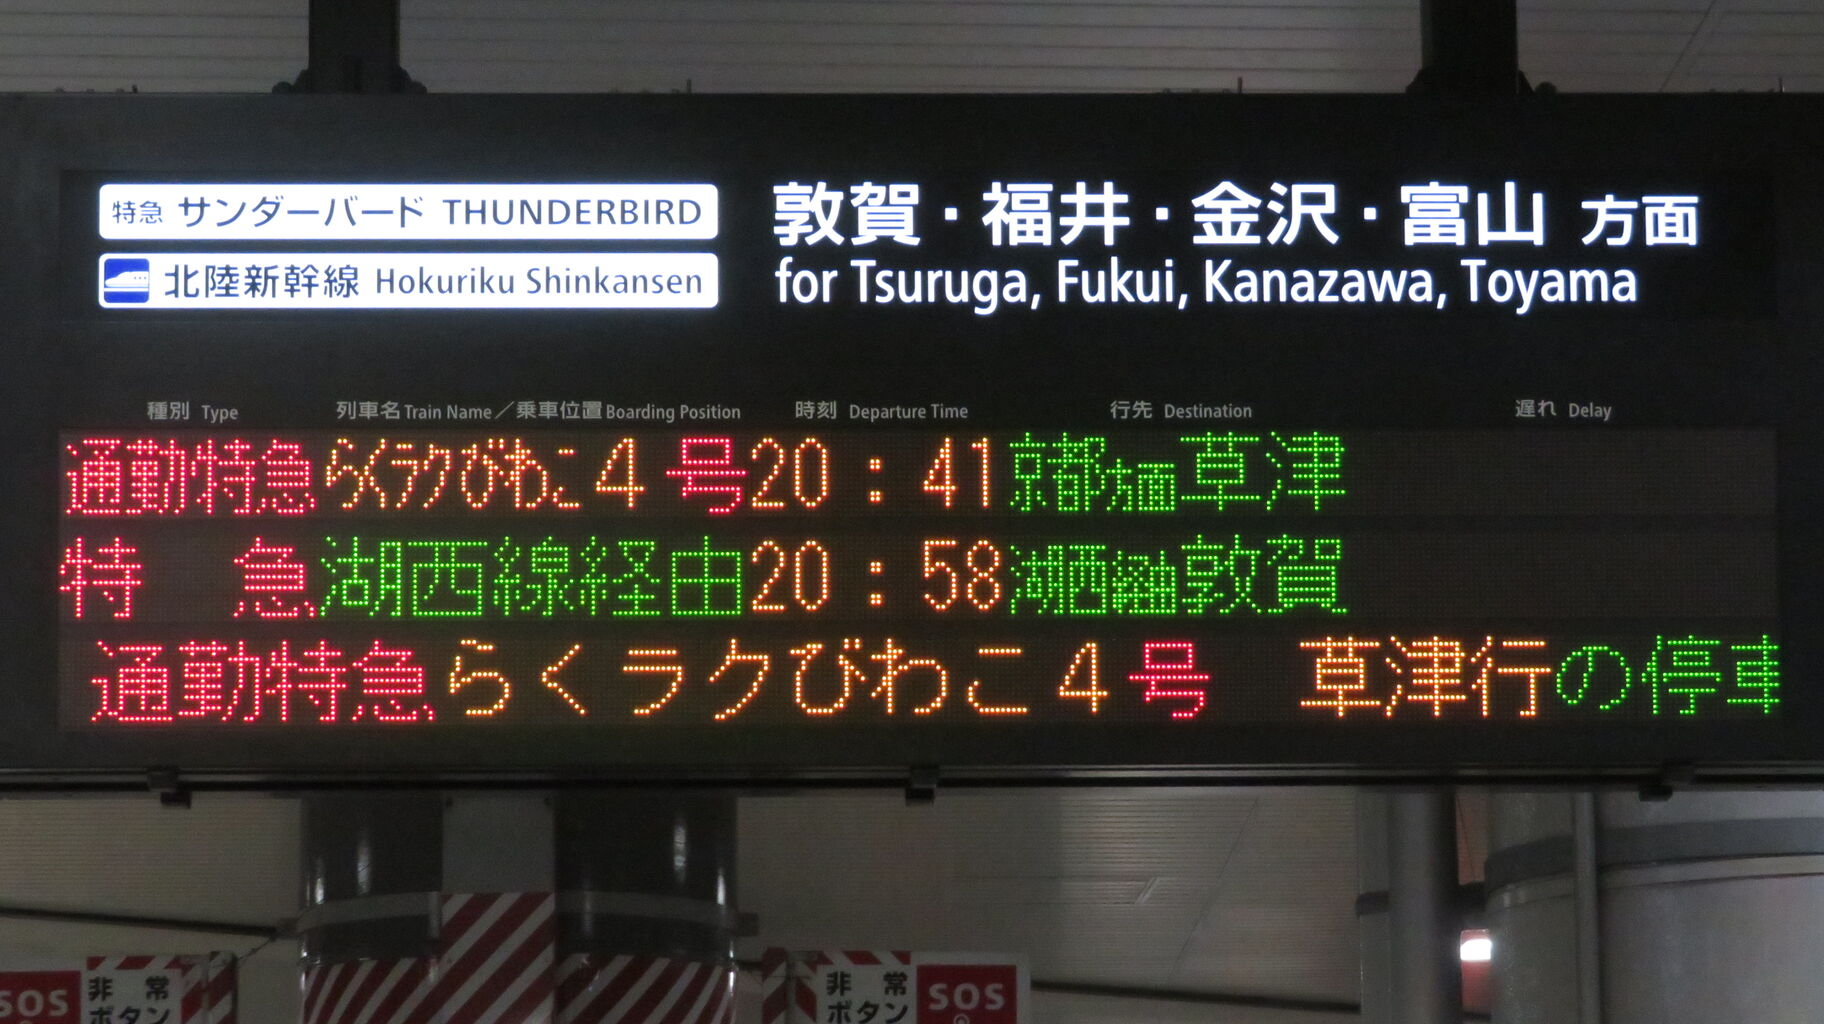 特急 サンダーバード THUNDERBIRD
北陸新幹線 Hokuriku Shinkansen
敦賀・福井・金沢・富山 方面
for Tsuruga, Fukui, Kanazawa, Toyama
種別 Type 列車名 Train Name／乗車位置 Boarding Position 時刻 Departure Time 行先 Destination 遅れ Delay
通勤特急 らくラクびわこ4号 20:41 京都方面草津
特 急 湖西線経由 20:58 湖西線経由敦賀
通勤特急らくラクびわこ4号 草津行の停車
SOS 非常ボタン
非常ボタン SOS